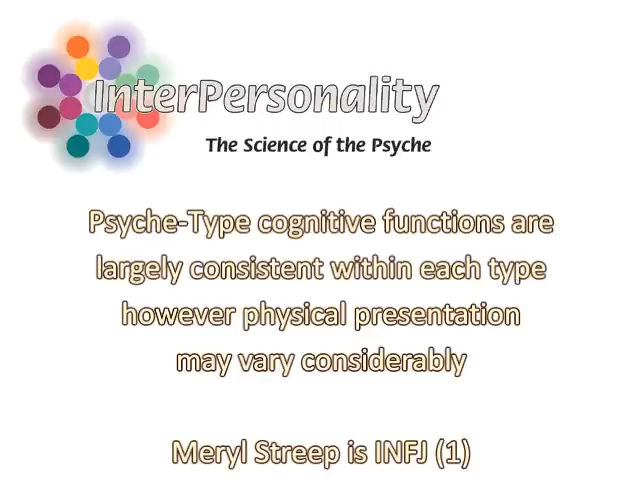 InterPersonality
The Science of the Psyche
Psyche-Type cognitive functions are
largely consistent within each type
however physical presentation
may vary considerably
Meryl Streep is INFJ (1)